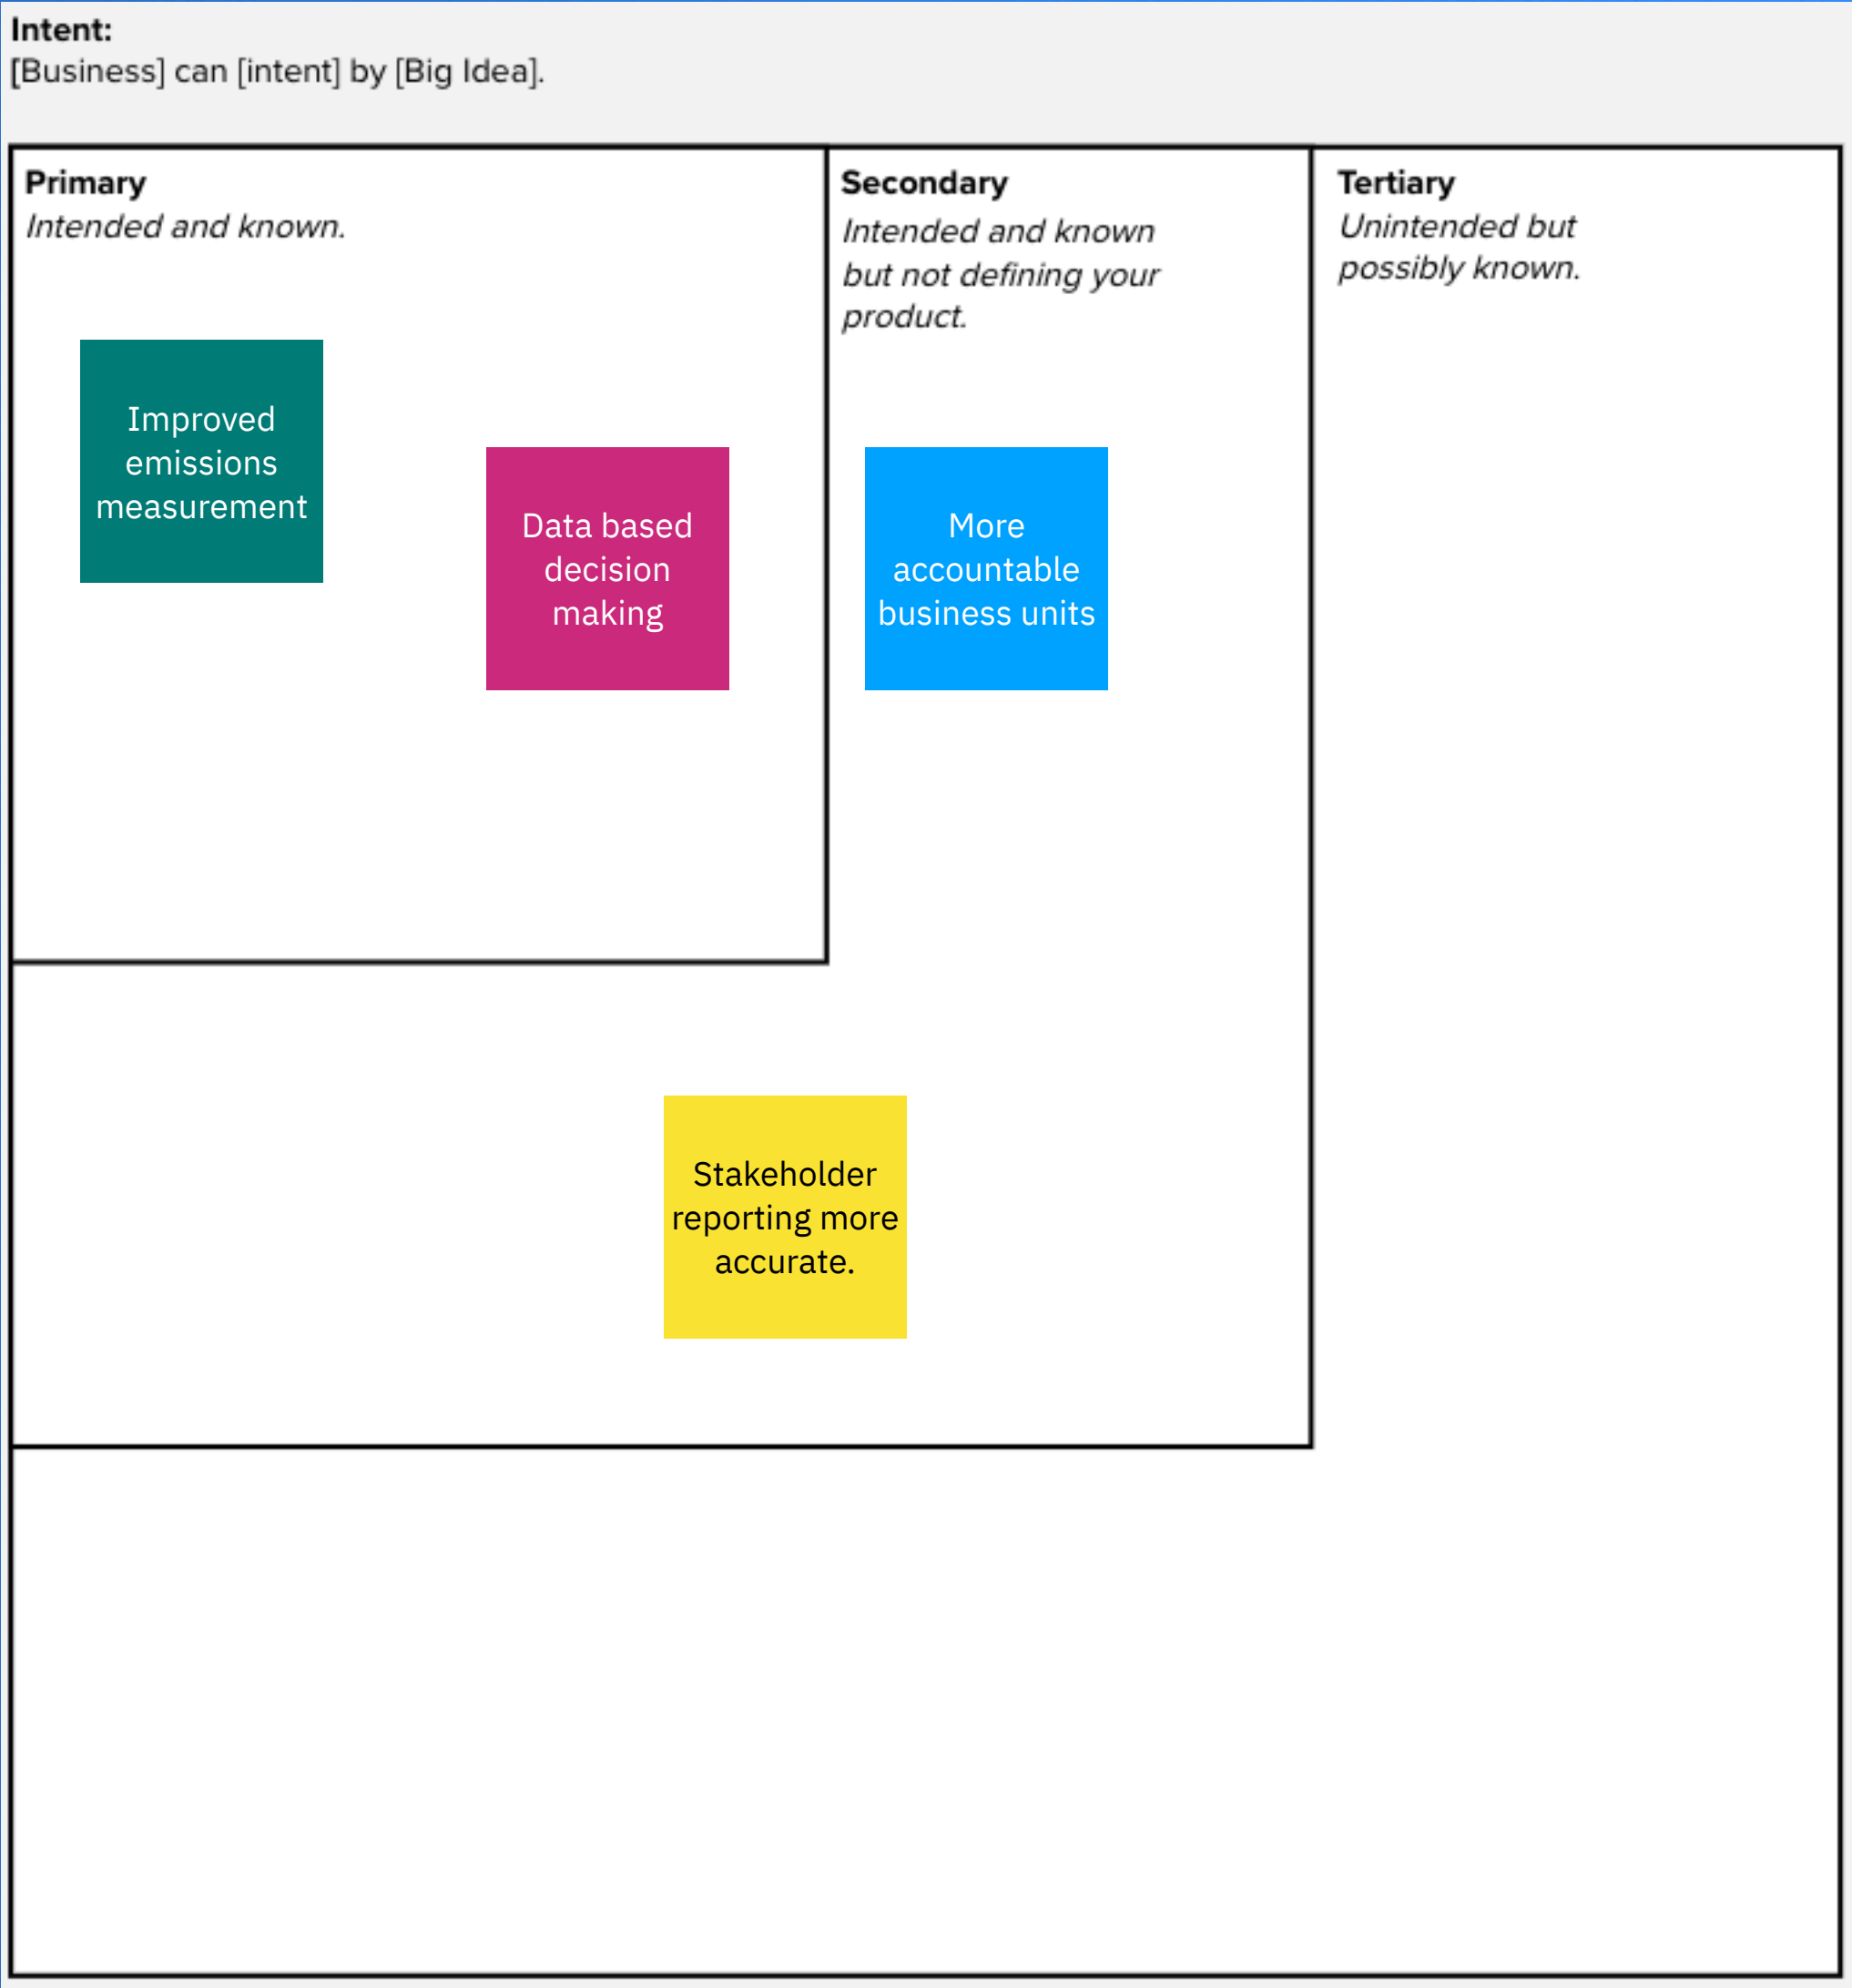 Intent:
[Business] can [intent] by [Big Idea].
Primary
Intended and known.
Secondary
Intended and known
but not defining your
product.
Tertiary
Unintended but
possibly known.
Improved
emissions
measurement
Data based
decision
making
More
accountable
business units
Stakeholder
reporting more
accurate.